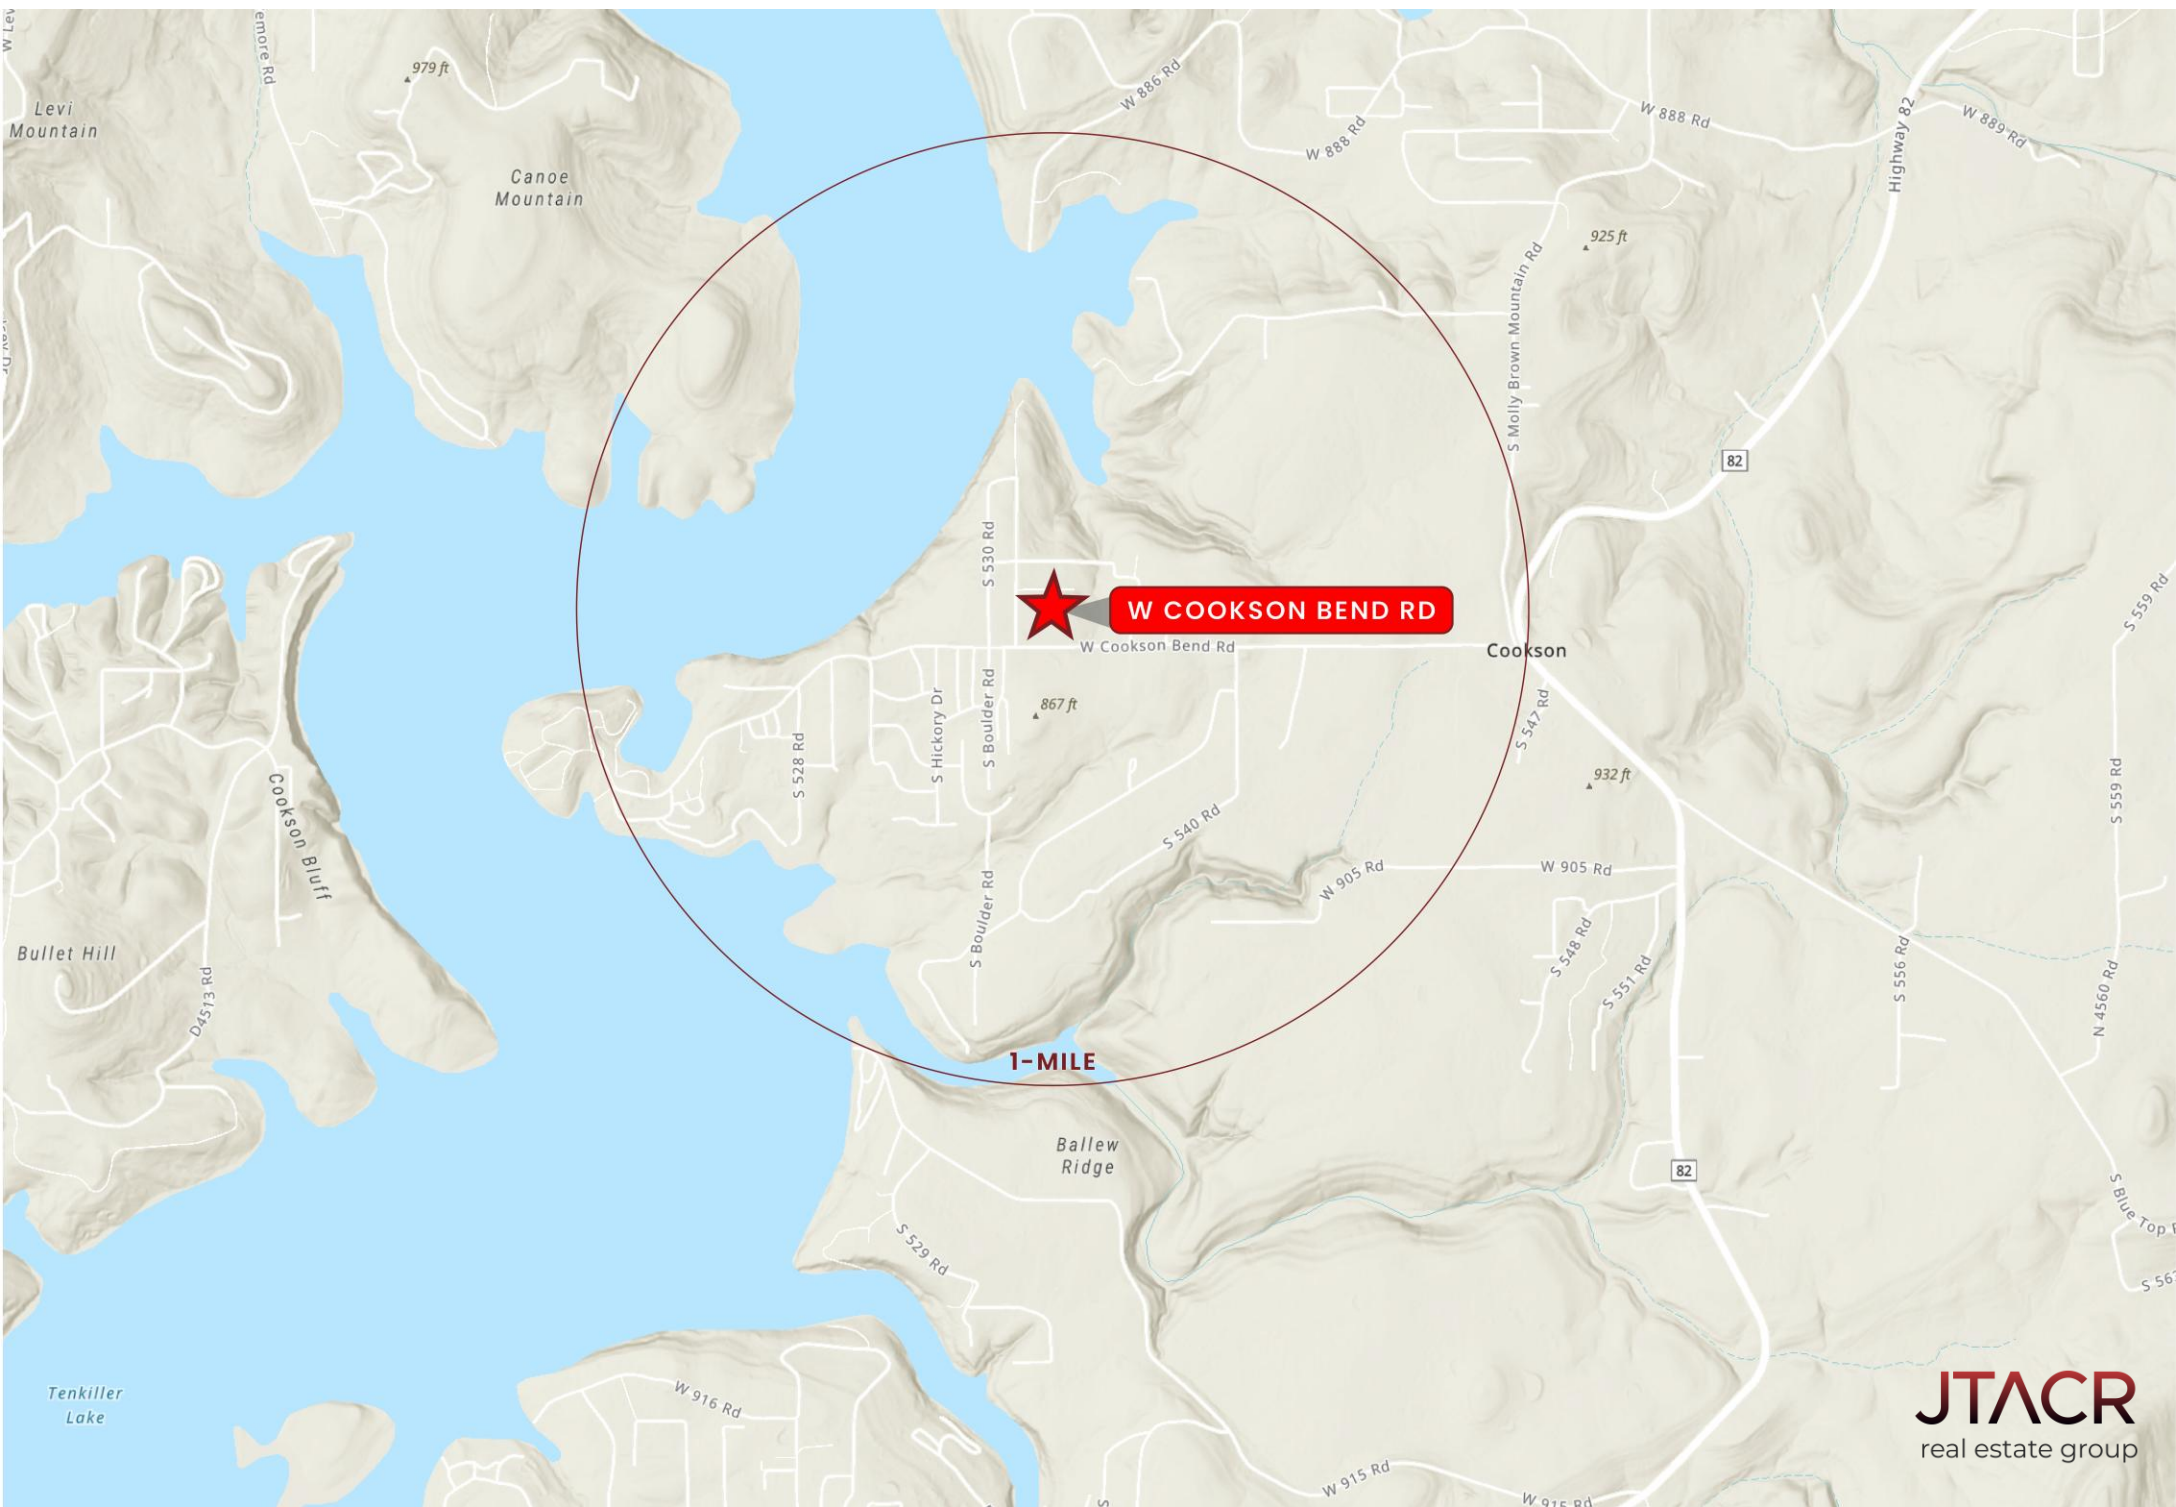 emore Rd
979 ft
Levi
Mountain
Canoe
Mountain
W 886 Rd
W 888 Rd
W 888 Rd
Highway 82
W 889 Rd
925 ft
S Molly Brown Mountain Rd
82
S 530 Rd
W COOKSON BEND RD
W Cookson Bend Rd
Cookson
S 559 Rd
S 559 Rd
867 ft
S Hickory Dr
S Boulder Rd
S 528 Rd
S 547 Rd
932 ft
Cookson Bluff
S 540 Rd
W 905 Rd
W 905 Rd
S Boulder Rd
Bullet Hill
D4513 Rd
S 548 Rd
S 551 Rd
S 556 Rd
N 4560 Rd
1-MILE
Ballew
Ridge
82
S Blue Top
S 529 Rd
S 56
Tenkiller
Lake
W 916 Rd
W 915 Rd
W 915 Rd
JTACR
real estate group